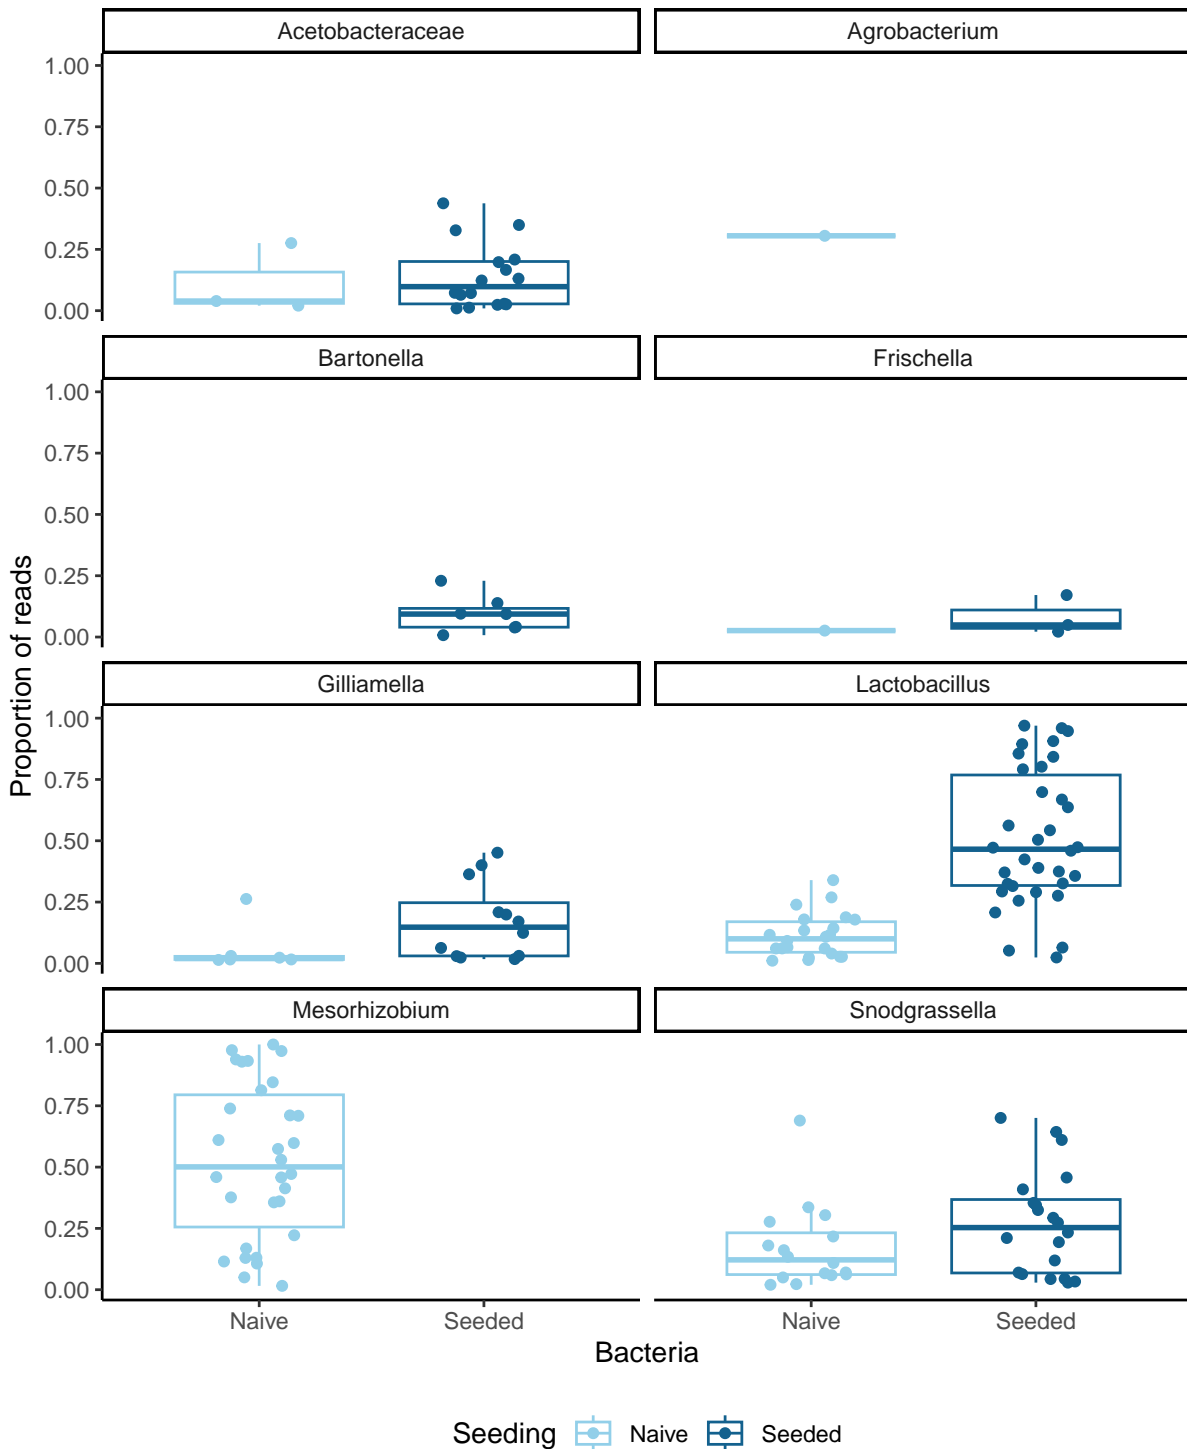 Acetobacteraceae
Agrobacterium
1.00
0.75
0.50
0.25
0.00
Bartonella
Frischella
1.00
0.75
0.50
0.25
0.00
Gilliamella
Lactobacillus
1.00
0.75
0.50
0.25
0.00
Mesorhizobium
Snodgrassella
1.00
0.75
0.50
0.25
0.00
Proportion of reads
Naive Seeded
Naive Seeded
Bacteria
Seeding Naive Seeded